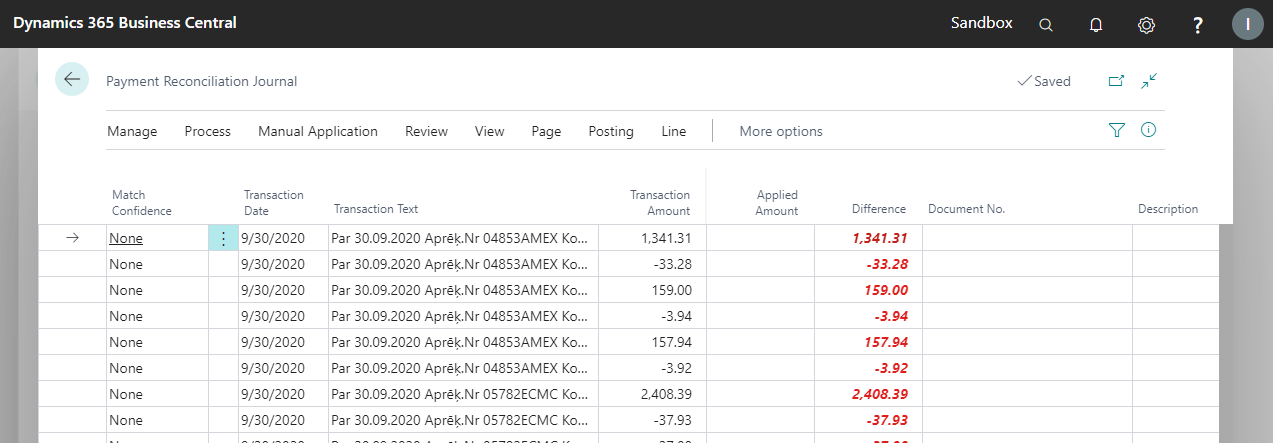 Dynamics 365 Business Central Sandbox ? I
Payment Reconciliation Journal Saved
Manage Process Manual Application Review View Page Posting Line More options
Match Confidence Transaction Date Transaction Text Transaction Amount Applied Amount Difference Document No. Description
None 9/30/2020 Par 30.09.2020 Aprēķ.Nr 04853AMEX Ko... 1,341.31 1,341.31
None 9/30/2020 Par 30.09.2020 Aprēķ.Nr 04853AMEX Ko... -33.28 -33.28
None 9/30/2020 Par 30.09.2020 Aprēķ.Nr 04853AMEX Ko... 159.00 159.00
None 9/30/2020 Par 30.09.2020 Aprēķ.Nr 04853AMEX Ko... -3.94 -3.94
None 9/30/2020 Par 30.09.2020 Aprēķ.Nr 04853AMEX Ko... 157.94 157.94
None 9/30/2020 Par 30.09.2020 Aprēķ.Nr 04853AMEX Ko... -3.92 -3.92
None 9/30/2020 Par 30.09.2020 Aprēķ.Nr 05782ECMC Ko... 2,408.39 2,408.39
None 9/30/2020 Par 30.09.2020 Aprēķ.Nr 05782ECMC Ko... -37.93 -37.93